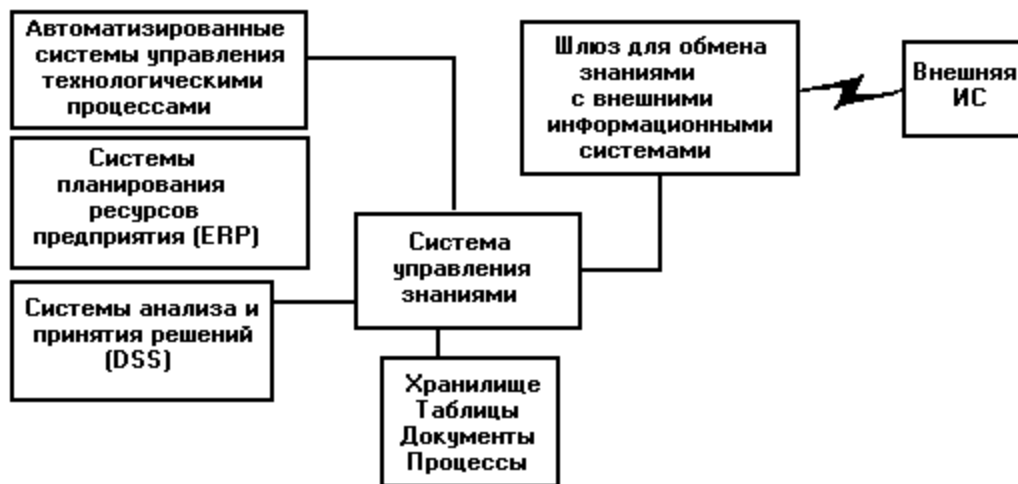 Автоматизированные
системы управления
технологическими
процессами
Системы
планирования
ресурсов
предприятия (ERP)
Системы анализа и
принятия решений
(DSS)
Система
управления
знаниями
Хранилище
Таблицы
Документы
Процессы
Шлюз для обмена
знаниями
с внешними
информационными
системами
Внешняя
ИС